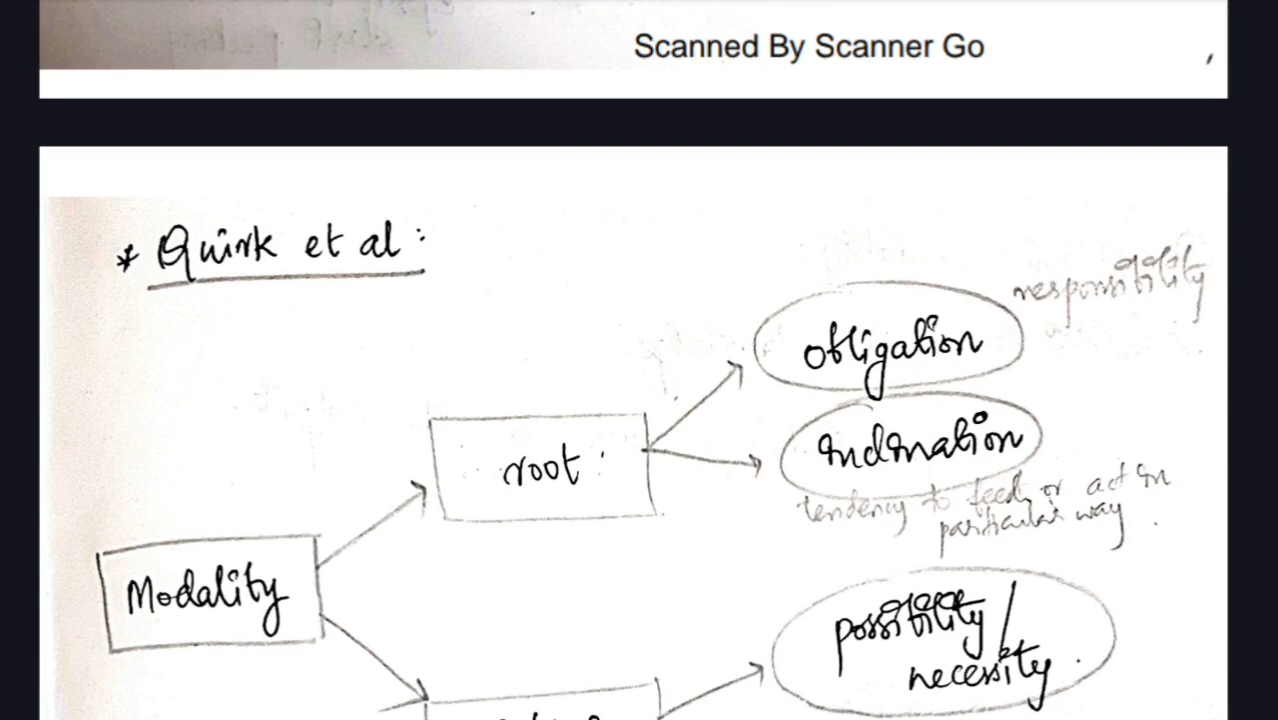 Scanned By Scanner Go
* Quirk et al:
responsibility
obligation
root
inclination
tendency to feel or act in
particular way.
Modality
possibility/
necessity.